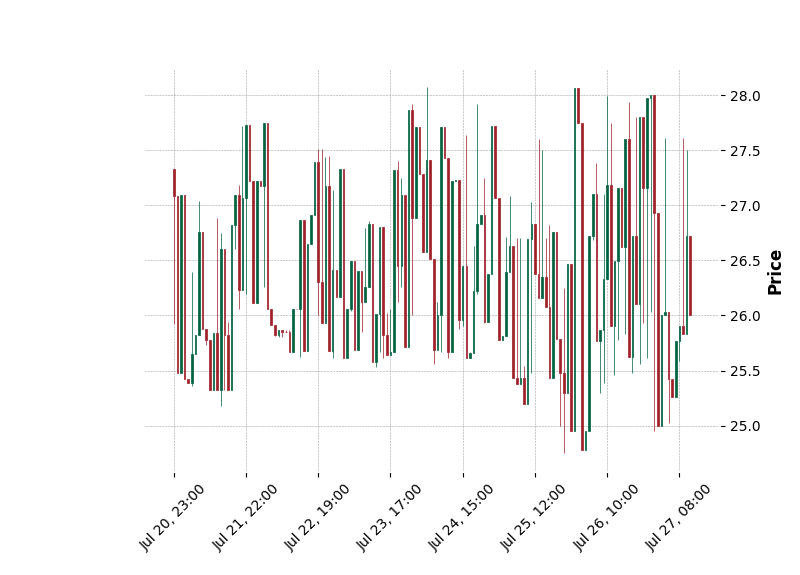 28.0
27.5
27.0
26.5
26.0
25.5
25.0
Price
Jul 20, 23:00
Jul 21, 22:00
Jul 22, 19:00
Jul 23, 17:00
Jul 24, 15:00
Jul 25, 12:00
Jul 26, 10:00
Jul 27, 08:00